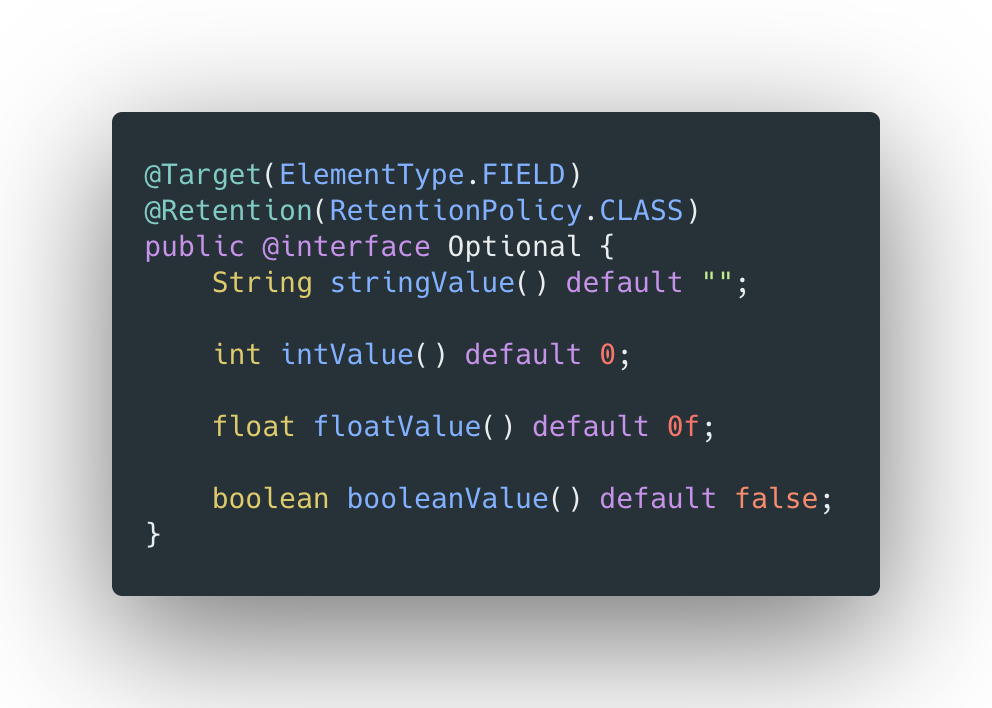 @Target(ElementType.FIELD)
@Retention(RetentionPolicy.CLASS)
public @interface Optional {
    String stringValue() default "";
    int intValue() default 0;
    float floatValue() default 0f;
    boolean booleanValue() default false;
}